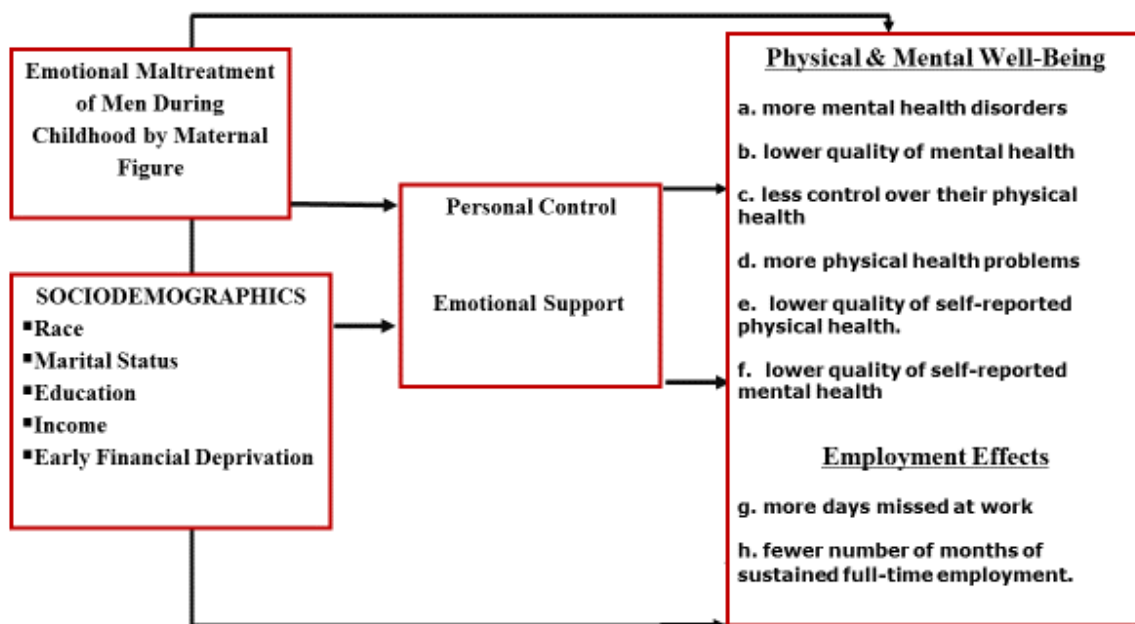 Emotional Maltreatment
of Men During
Childhood by Maternal
Figure
SOCIODEMOGRAPHICS
▪Race
▪Marital Status
▪Education
▪Income
▪Early Financial Deprivation
Personal Control
Emotional Support
Physical & Mental Well-Being
a. more mental health disorders
b. lower quality of mental health
c. less control over their physical
health
d. more physical health problems
e. lower quality of self-reported
physical health.
f. lower quality of self-reported
mental health
Employment Effects
g. more days missed at work
h. fewer number of months of
sustained full-time employment.